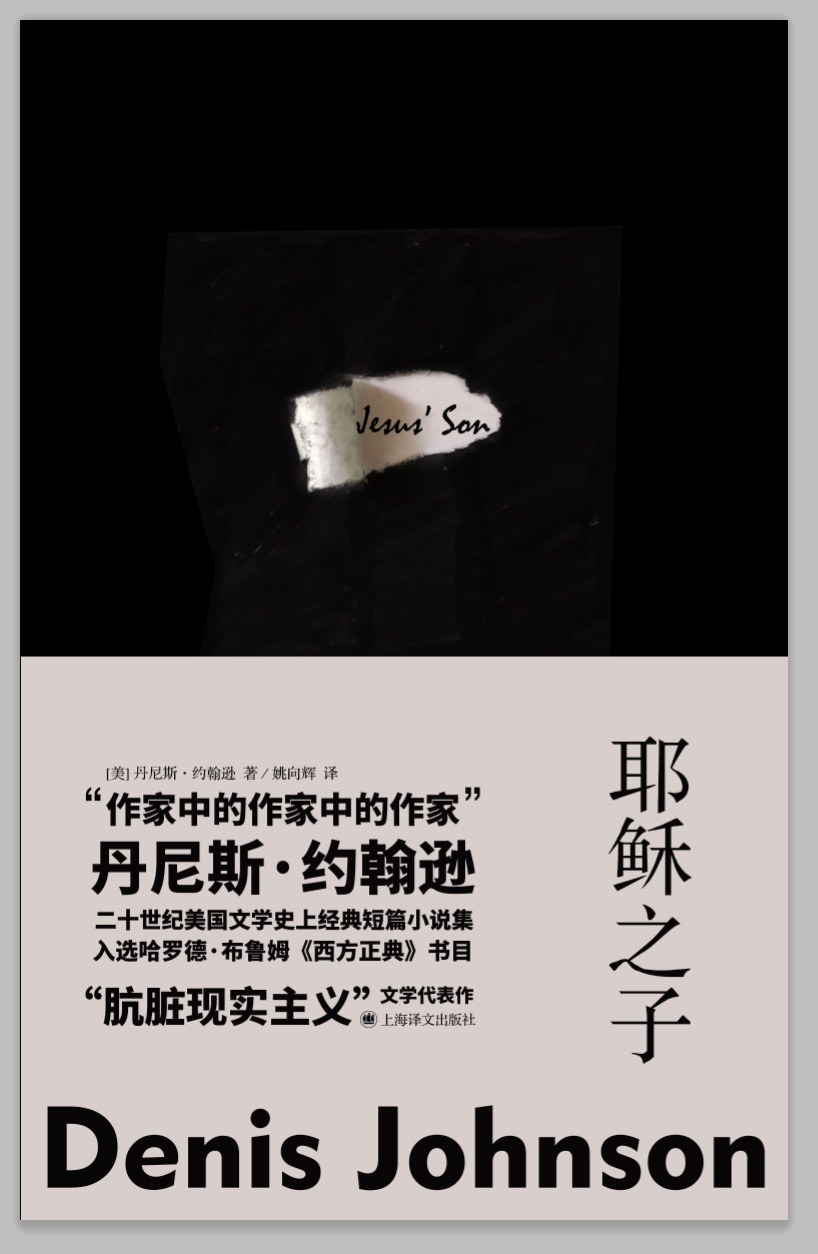 Jesus' Son
[美] 丹尼斯·约翰逊 著 / 姚向辉 译
“作家中的作家中的作家”
丹尼斯·约翰逊
二十世纪美国文学史上经典短篇小说集
入选哈罗德·布鲁姆《西方正典》书目
“肮脏现实主义”文学代表作
上海译文出版社
耶稣之子
Denis Johnson